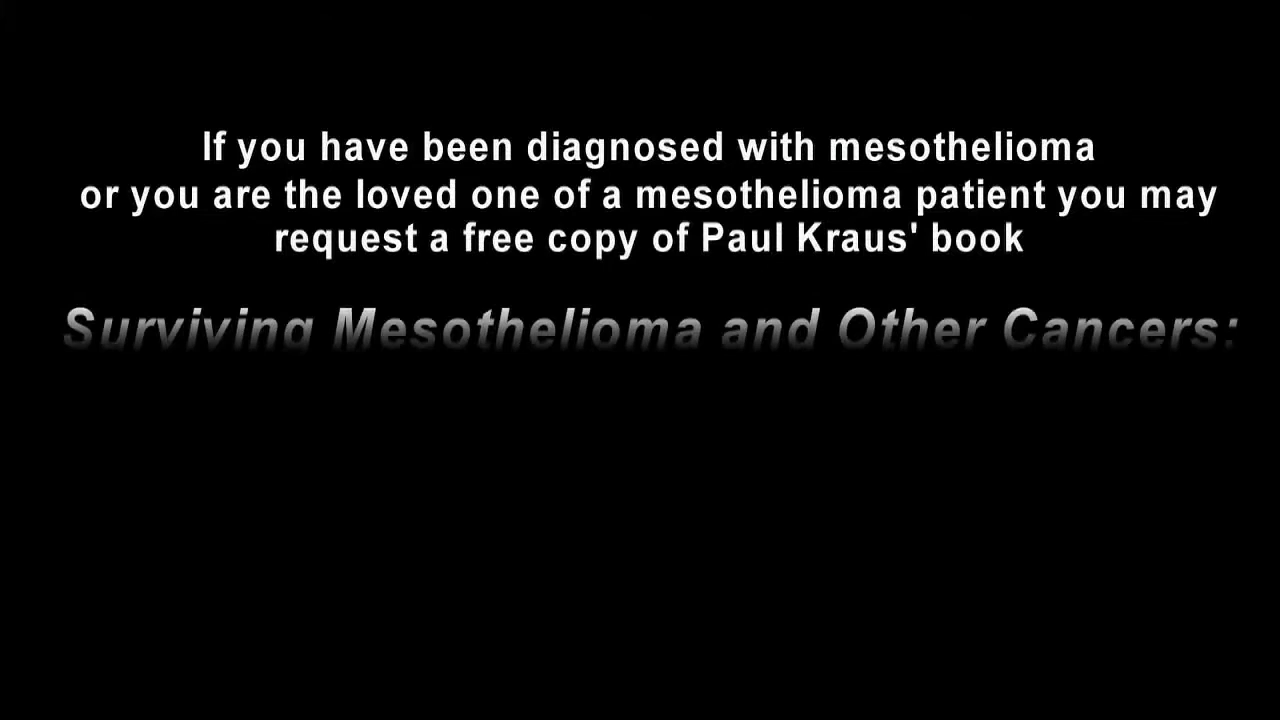 If you have been diagnosed with mesothelioma
or you are the loved one of a mesothelioma patient you may
request a free copy of Paul Kraus' book
Surviving Mesothelioma and Other Cancers: